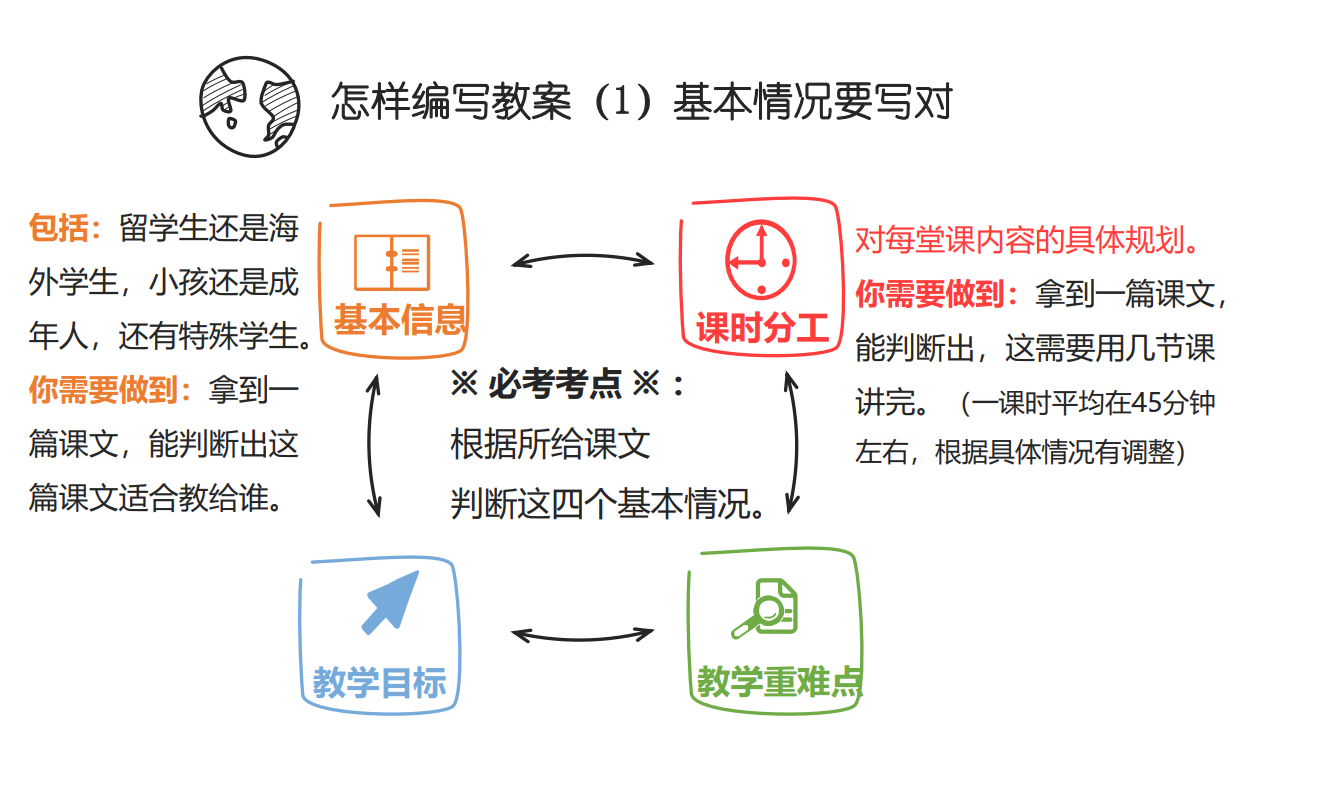 怎样编写教案（1）基本情况要写对
包括：留学生还是海
外学生，小孩还是成
年人，还有特殊学生。
你需要做到：拿到一
篇课文，能判断出这
篇课文适合教给谁。
基本信息
课时分工
对每堂课内容的具体规划。
你需要做到：拿到一篇课文，
能判断出，这需要用几节课
讲完。（一课时平均在45分钟
左右，根据具体情况有调整）
※ 必考考点 ※ ：
根据所给课文
判断这四个基本情况。
教学目标
教学重难点